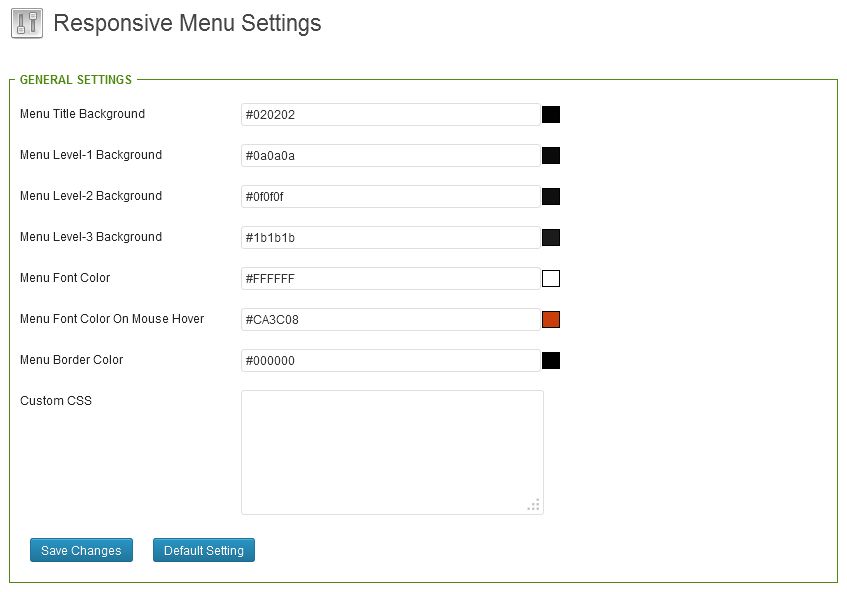 Responsive Menu Settings
GENERAL SETTINGS
Menu Title Background #020202
Menu Level-1 Background #0a0a0a
Menu Level-2 Background #0f0f0f
Menu Level-3 Background #1b1b1b
Menu Font Color #FFFFFF
Menu Font Color On Mouse Hover #CA3C08
Menu Border Color #000000
Custom CSS
Save Changes Default Setting